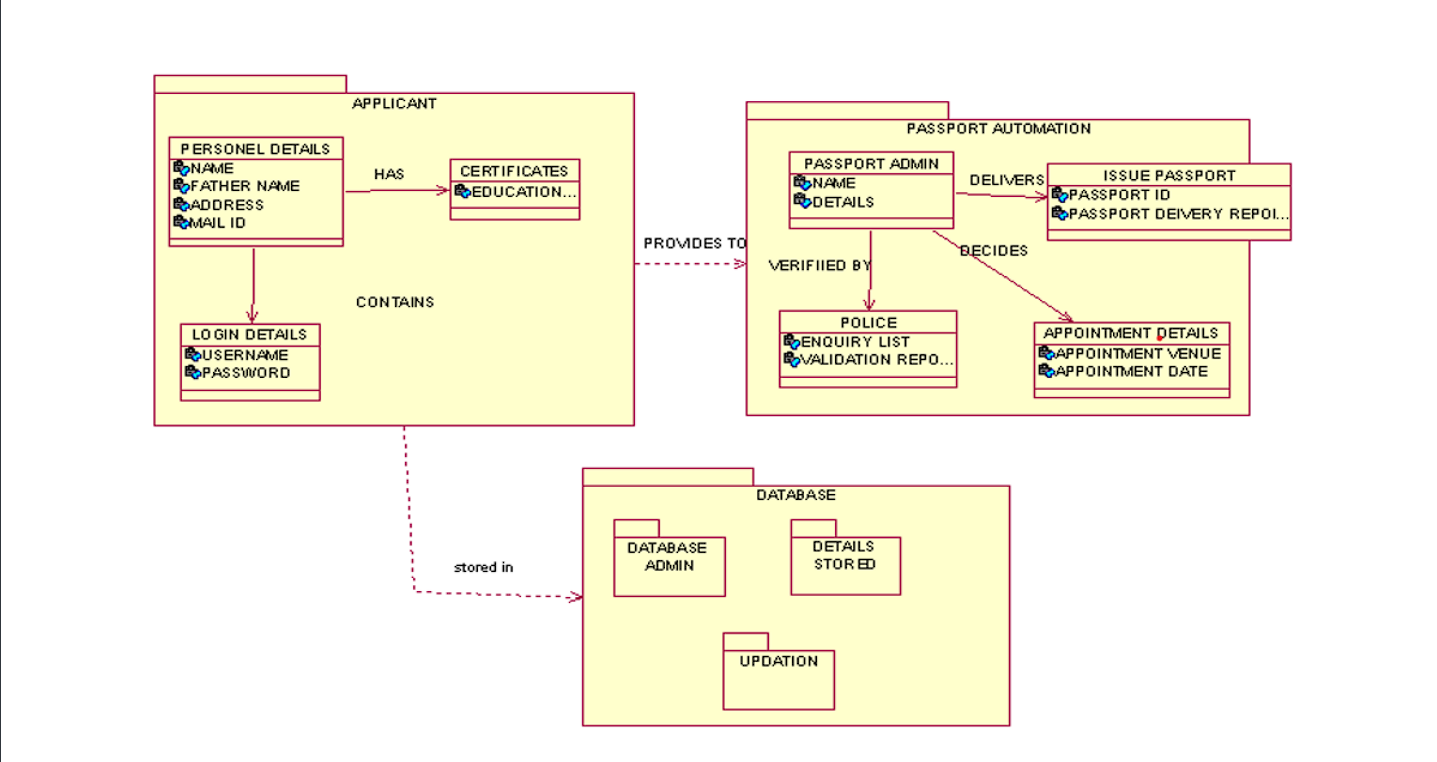 APPLICANT
PERSONEL DETAILS
NAME
FATHER NAME
ADDRESS
MAIL ID
HAS
CERTIFICATES
EDUCATION...
CONTAINS
LOGIN DETAILS
USERNAME
PASSWORD
PROVIDES TO
PASSPORT AUTOMATION
PASSPORT ADMIN
NAME
DETAILS
DELIVERS
ISSUE PASSPORT
PASSPORT ID
PASSPORT DEIVERY REPOI...
VERIFIIED BY
DECIDES
POLICE
ENQUIRY LIST
VALIDATION REPO...
APPOINTMENT DETAILS
APPOINTMENT VENUE
APPOINTMENT DATE
stored in
DATABASE
DATABASE
ADMIN
DETAILS
STORED
UPDATION